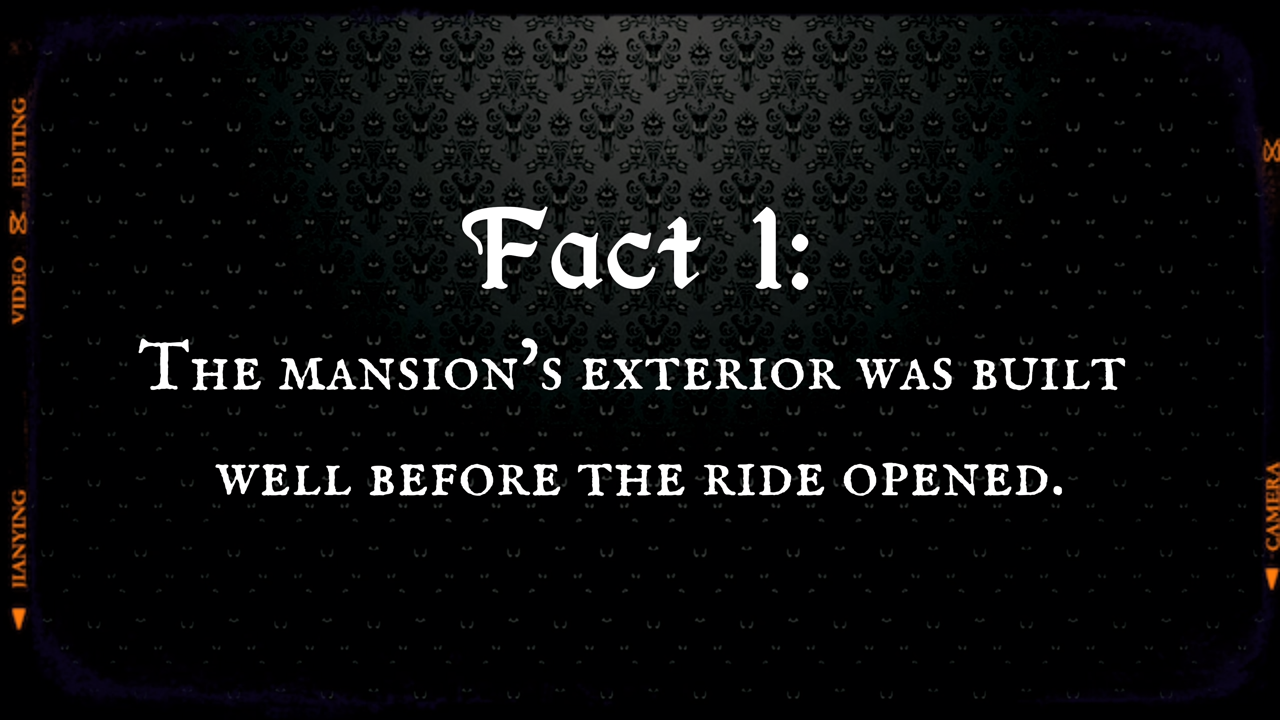 Fact 1:
The mansion's exterior was built
well before the ride opened.
VIDEO EDITING
JIANYING
CAMERA